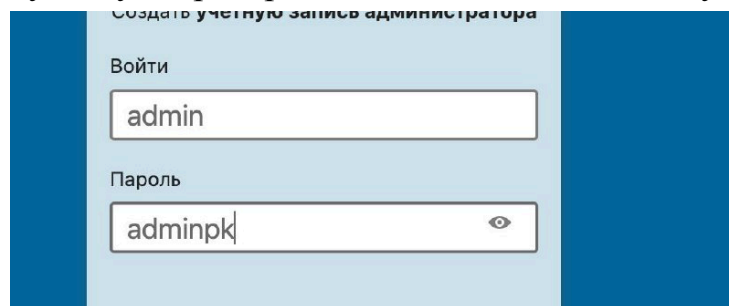 Создать учетную запись администратора
Войти
admin
Пароль
adminpk